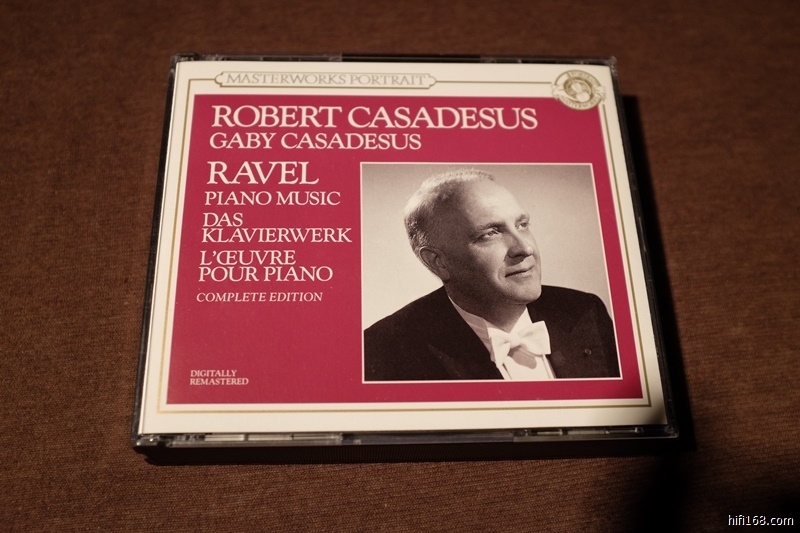 MASTERWORKS PORTRAIT
ROBERT CASADESUS
GABY CASADESUS
RAVEL
PIANO MUSIC
DAS
KLAVIERWERK
L'ŒUVRE
POUR PIANO
COMPLETE EDITION
DIGITALLY
REMASTERED
hifi168.com